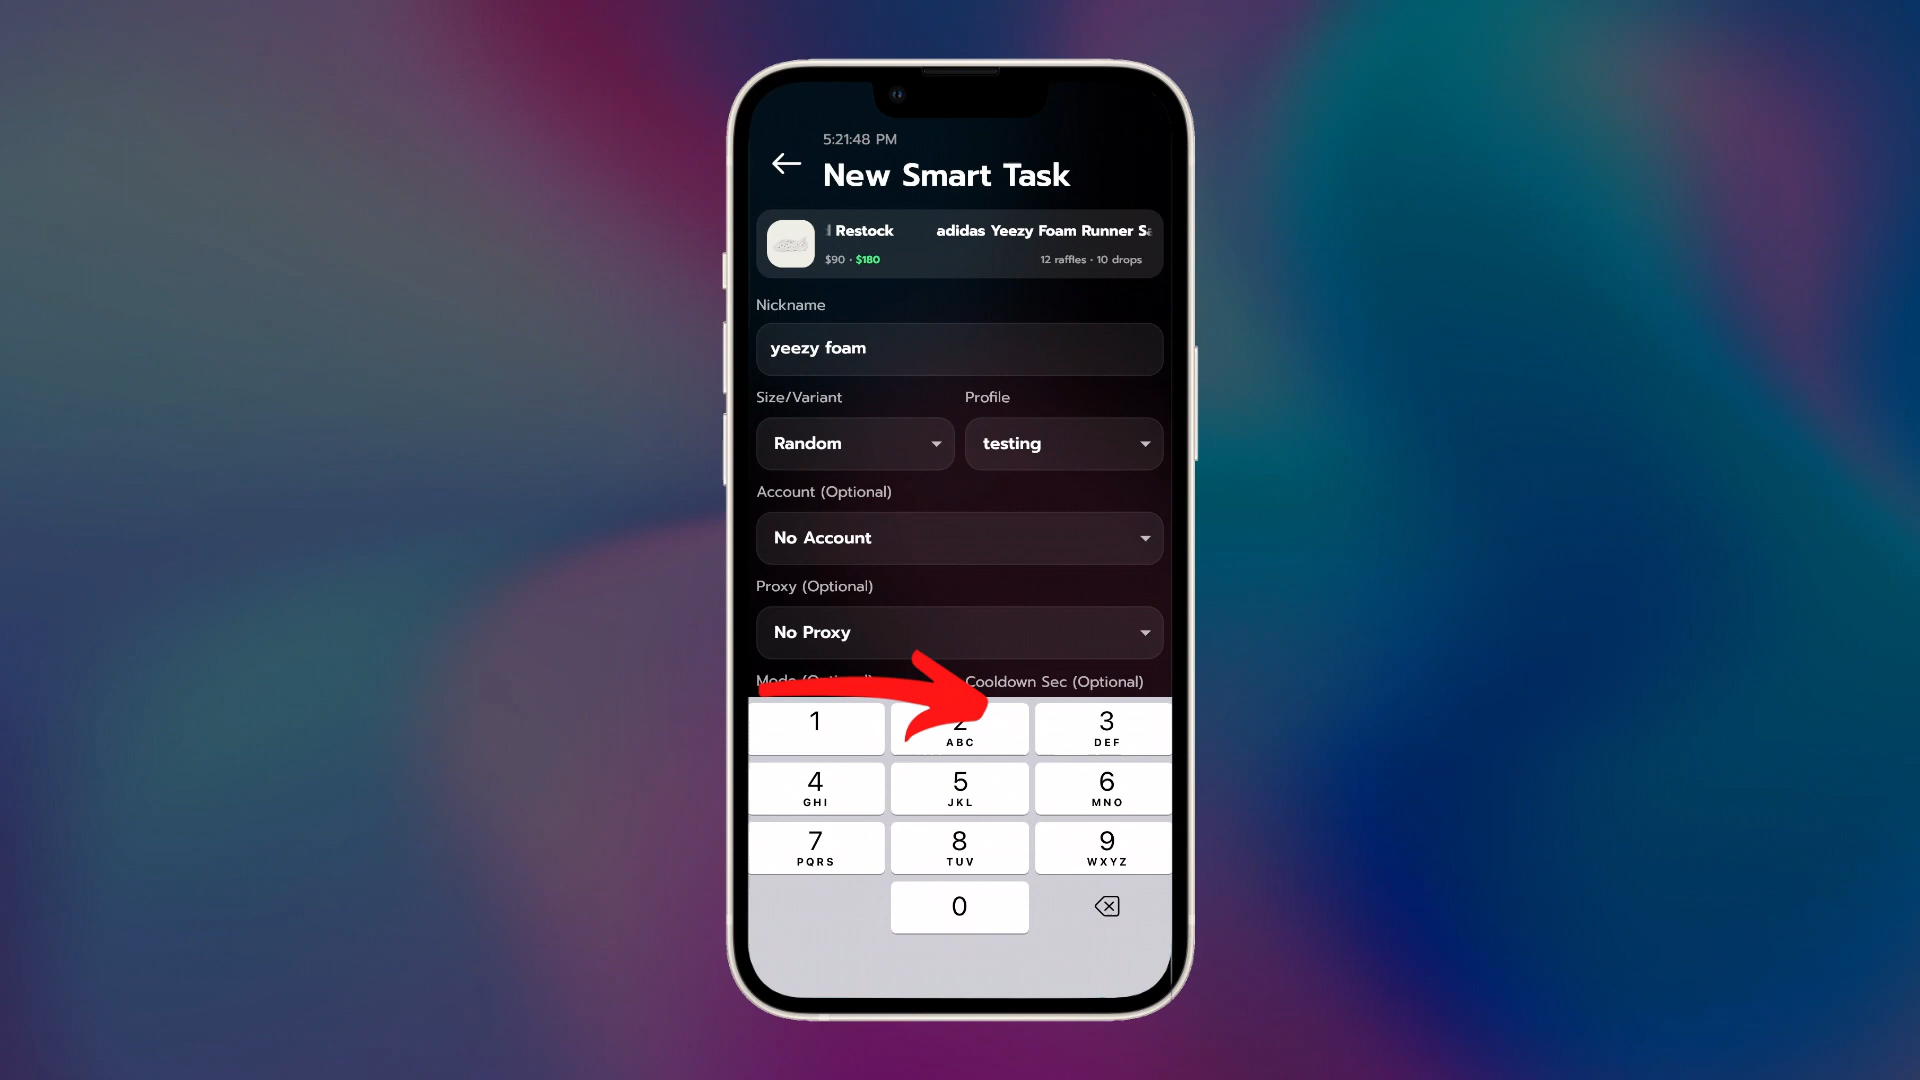 5:21:48 PM
New Smart Task
Restock adidas Yeezy Foam Runner
$90 · $180 12 raffles · 10 drops
Nickname
yeezy foam
Size/Variant Profile
Random testing
Account (Optional)
No Account
Proxy (Optional)
No Proxy
Cooldown Sec (Optional)
1 2 3
ABC DEF
4 5 6
GHI JKL MNO
7 8 9
PQRS TUV WXYZ
0